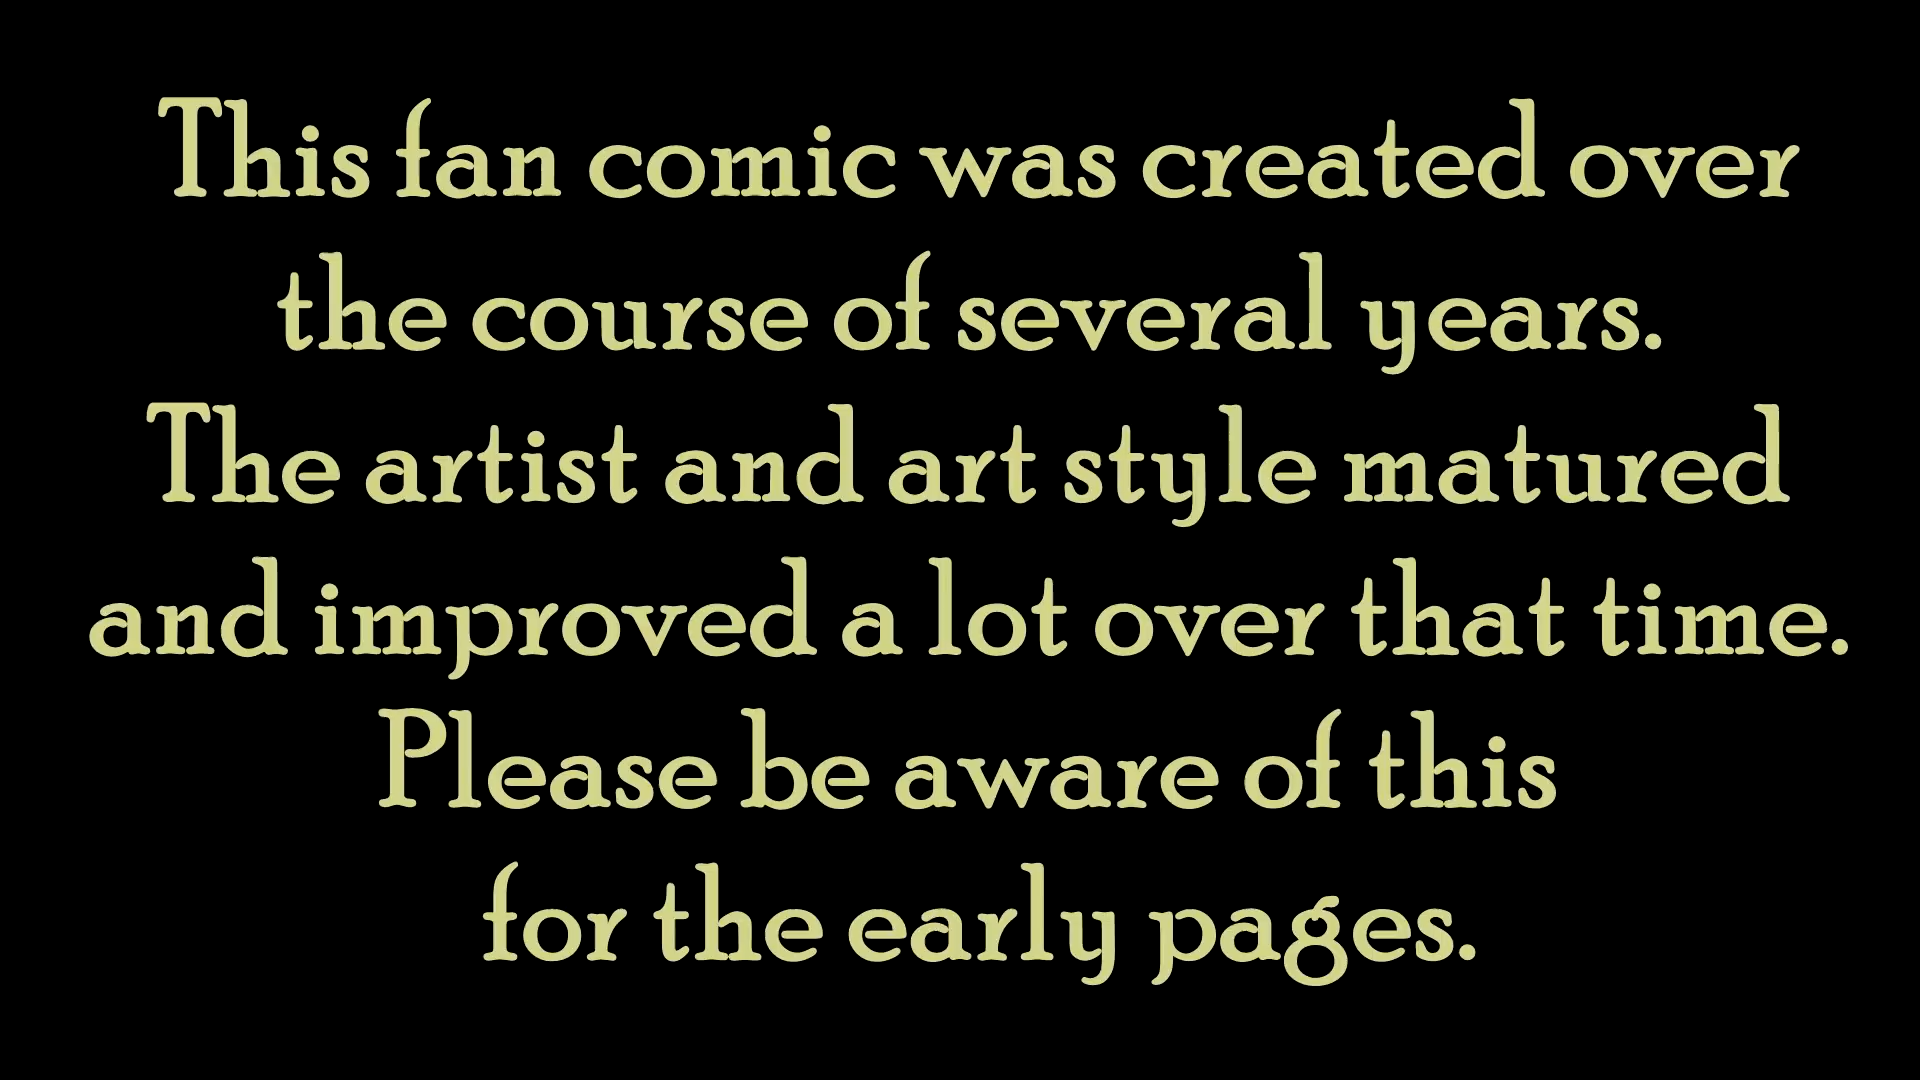 This fan comic was created over
the course of several years.
The artist and art style matured
and improved a lot over that time.
Please be aware of this
for the early pages.